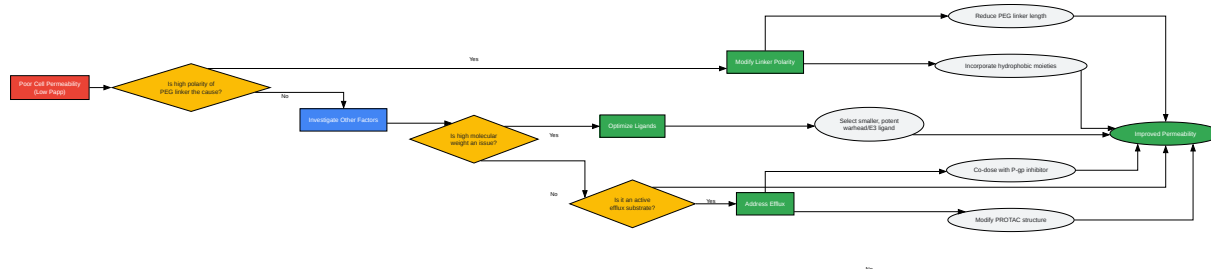 Reduce PEG linker length
Yes
Modify Linker Polarity
Incorporate hydrophobic moieties
Poor Cell Permeability
(Low Papp)
Is high polarity of
PEG linker the cause?
No
Investigate Other Factors
Is high molecular
weight an issue?
Yes
Optimize Ligands
Select smaller, potent
warhead/E3 ligand
Improved Permeability
No
Is it an active
efflux substrate?
Yes
Address Efflux
Co-dose with P-gp inhibitor
Modify PROTAC structure
No